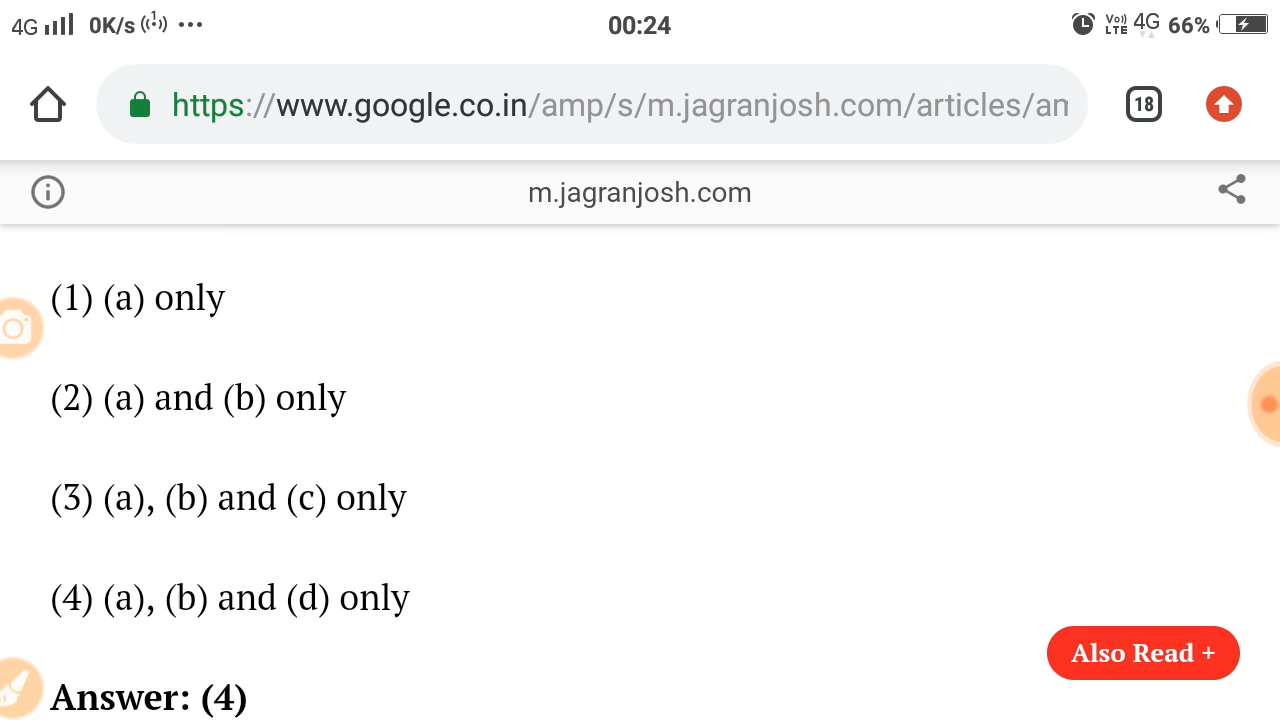 4G 0K/s (1) ••• 00:24 Vo)) LTE 4G 66%
https://www.google.co.in/amp/s/m.jagranjosh.com/articles/an 18
m.jagranjosh.com
(1) (a) only
(2) (a) and (b) only
(3) (a), (b) and (c) only
(4) (a), (b) and (d) only
Also Read +
Answer: (4)